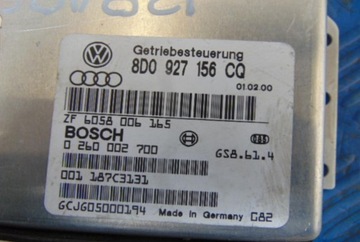 Getriebesteuerung
8D0 927 156 CQ
01.02.00
ZF 6058 006 165
BOSCH
0 260 002 700
GS8.61.4
001 187C3131
GCJG05000194 Made in Germany G82